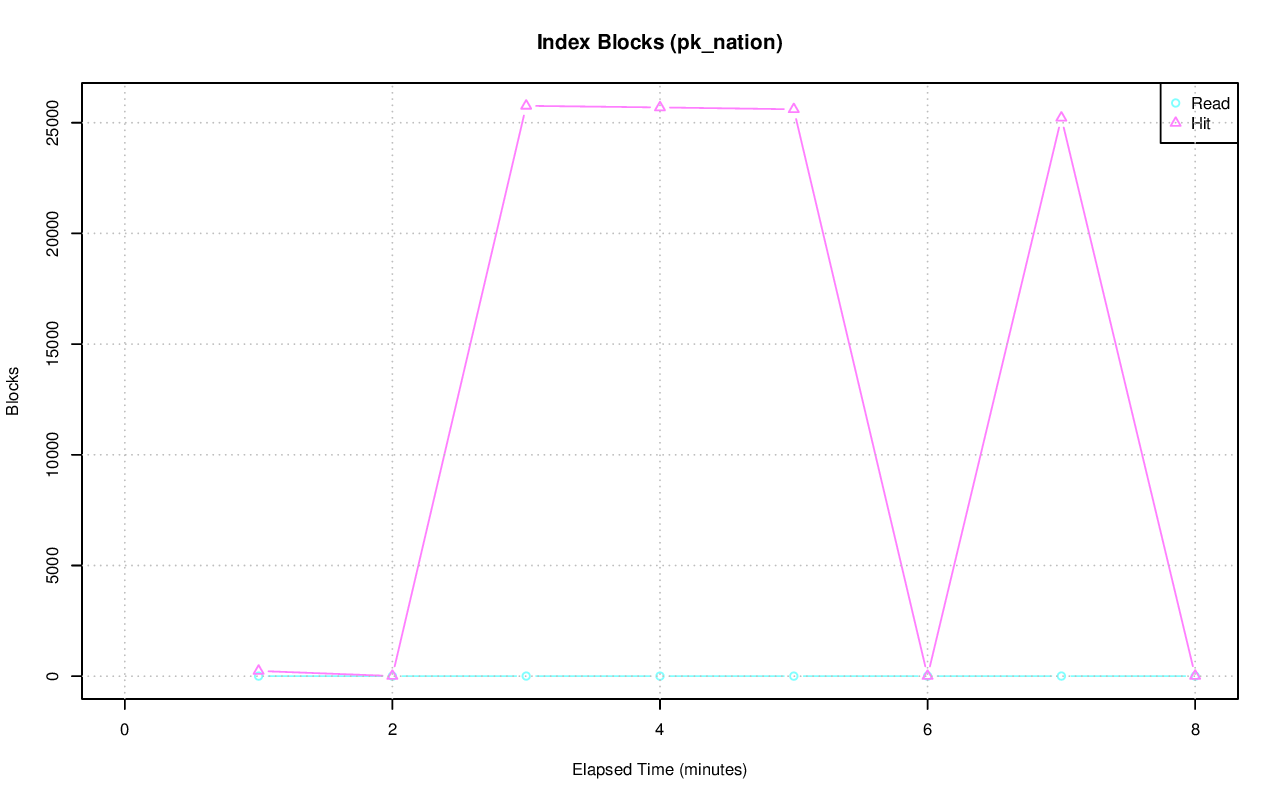 Index Blocks (pk_nation)
Read
Hit
Blocks
25000
20000
15000
10000
5000
0
0 2 4 6 8
Elapsed Time (minutes)